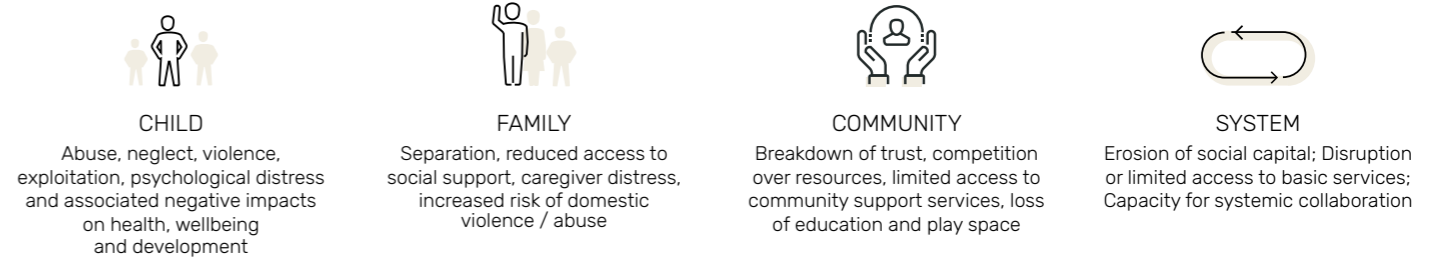 CHILD
Abuse, neglect, violence,
exploitation, psychological distress
and associated negative impacts
on health, wellbeing
and development
FAMILY
Separation, reduced access to
social support, caregiver distress,
increased risk of domestic
violence / abuse
COMMUNITY
Breakdown of trust, competition
over resources, limited access to
community support services, loss
of education and play space
SYSTEM
Erosion of social capital; Disruption
or limited access to basic services;
Capacity for systemic collaboration